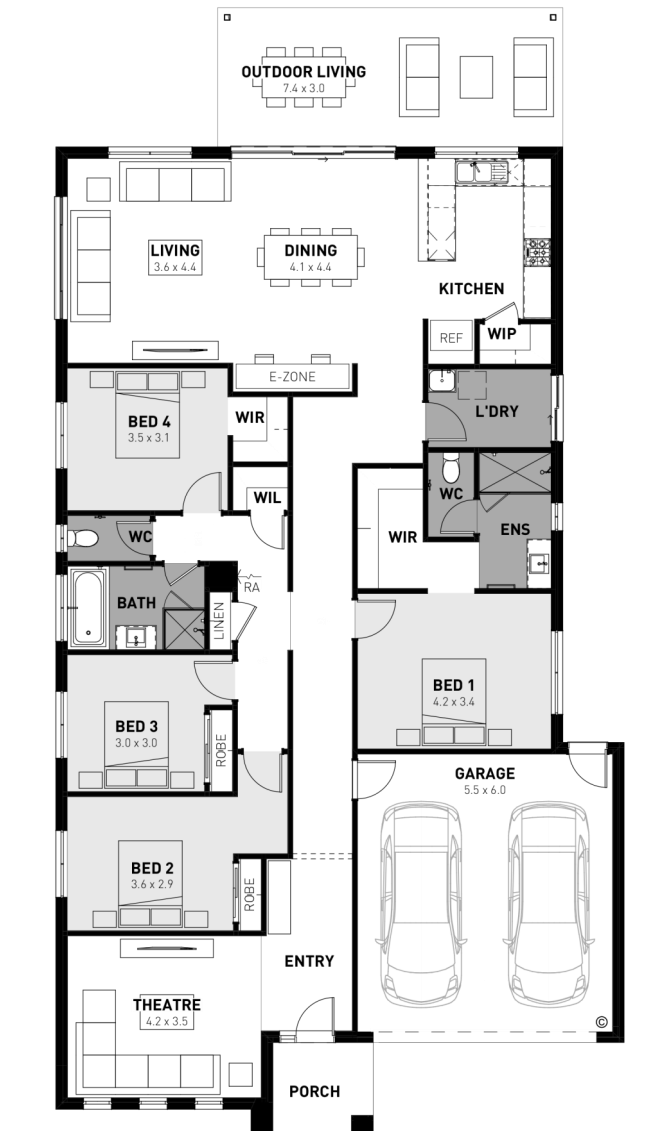 OUTDOOR LIVING
7.4 x 3.0
LIVING
3.6 x 4.4
DINING
4.1 x 4.4
KITCHEN
REF
WIP
E-ZONE
BED 4
3.5 x 3.1
WIR
L'DRY
WIL
WC
ENS
WIR
WC
BATH
RA
LINEN
BED 1
4.2 x 3.4
BED 3
3.0 x 3.0
ROBE
GARAGE
5.5 x 6.0
BED 2
3.6 x 2.9
ROBE
ENTRY
THEATRE
4.2 x 3.5
©
PORCH